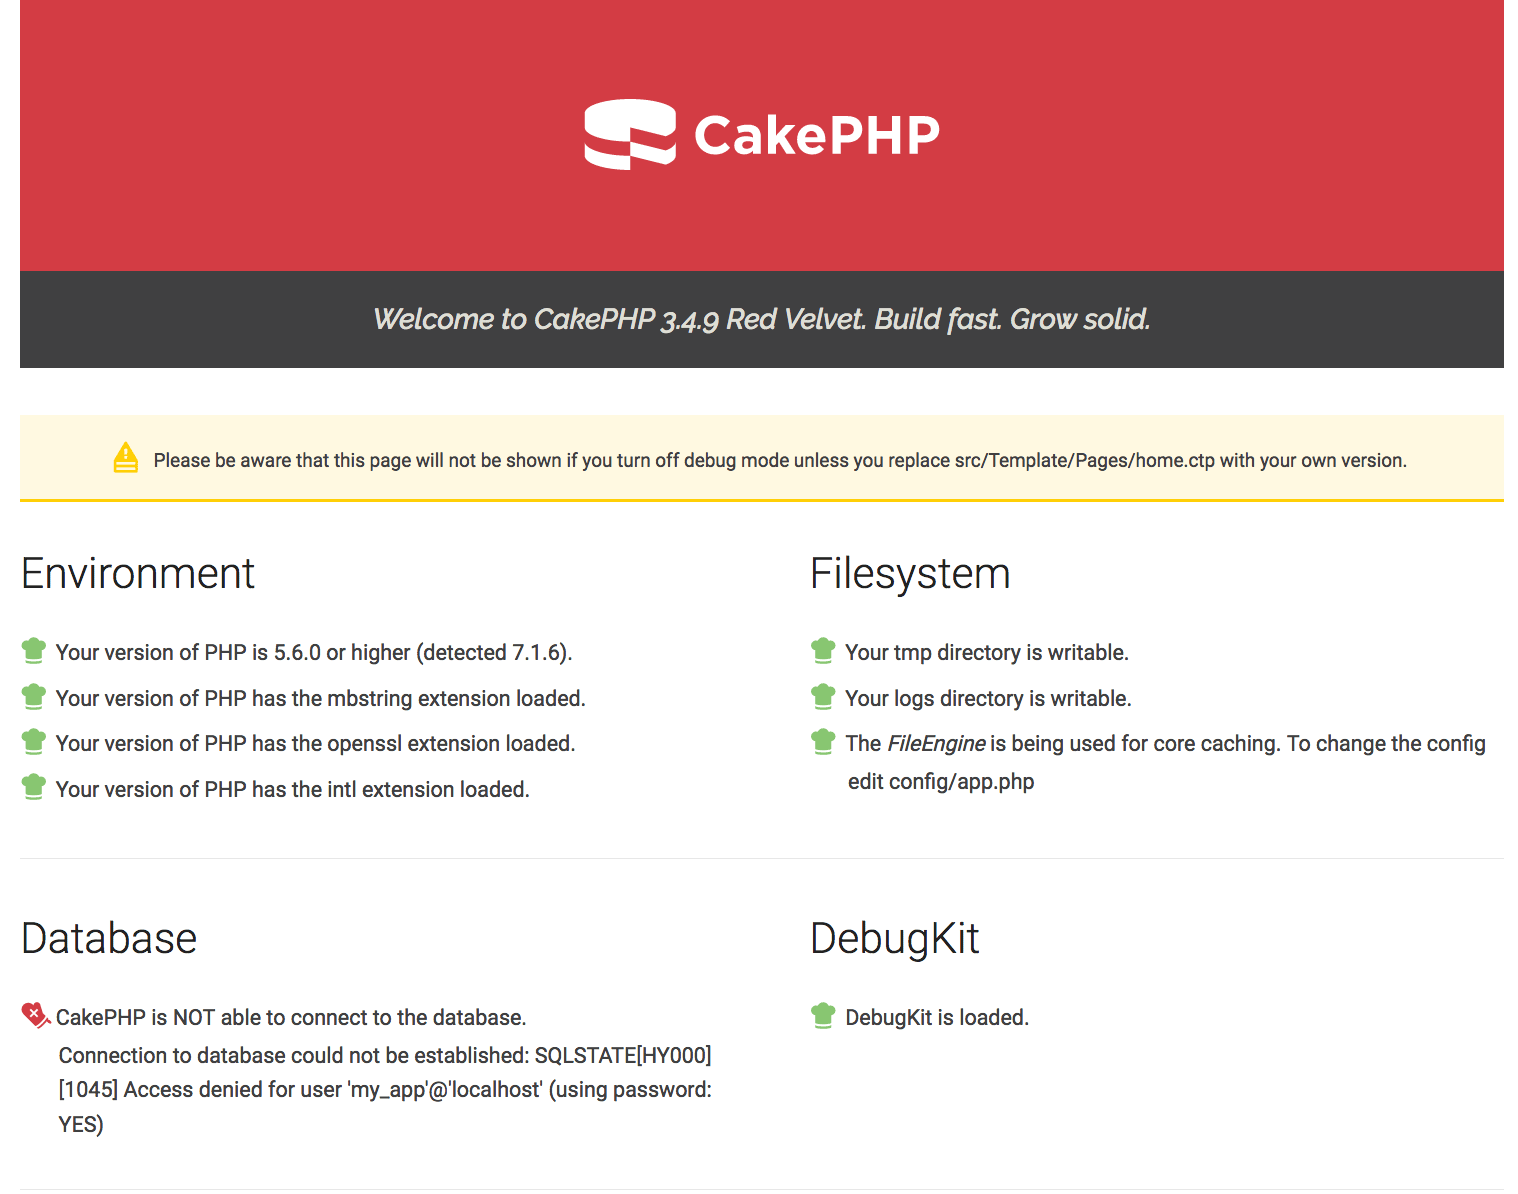 CakePHP
Welcome to CakePHP 3.4.9 Red Velvet. Build fast. Grow solid.
Please be aware that this page will not be shown if you turn off debug mode unless you replace src/Template/Pages/home.ctp with your own version.
Environment
Your version of PHP is 5.6.0 or higher (detected 7.1.6).
Your version of PHP has the mbstring extension loaded.
Your version of PHP has the openssl extension loaded.
Your version of PHP has the intl extension loaded.
Filesystem
Your tmp directory is writable.
Your logs directory is writable.
The FileEngine is being used for core caching. To change the config
edit config/app.php
Database
CakePHP is NOT able to connect to the database.
Connection to database could not be established: SQLSTATE[HY000]
[1045] Access denied for user 'my_app'@'localhost' (using password:
YES)
DebugKit
DebugKit is loaded.